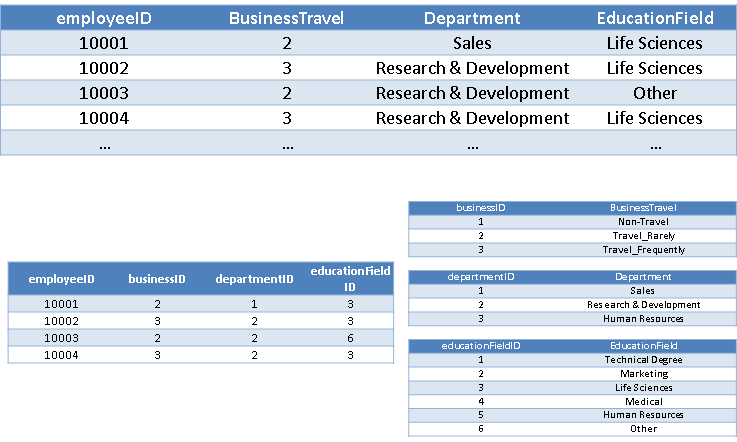 employeeID BusinessTravel Department EducationField
10001 2 Sales Life Sciences
10002 3 Research & Development Life Sciences
10003 2 Research & Development Other
10004 3 Research & Development Life Sciences
... ... ... ...
employeeID businessID departmentID educationField ID
10001 2 1 3
10002 3 2 3
10003 2 2 6
10004 3 2 3
businessID BusinessTravel
1 Non-Travel
2 Travel_Rarely
3 Travel_Frequently
departmentID Department
1 Sales
2 Research & Development
3 Human Resources
educationFieldID EducationField
1 Technical Degree
2 Marketing
3 Life Sciences
4 Medical
5 Human Resources
6 Other